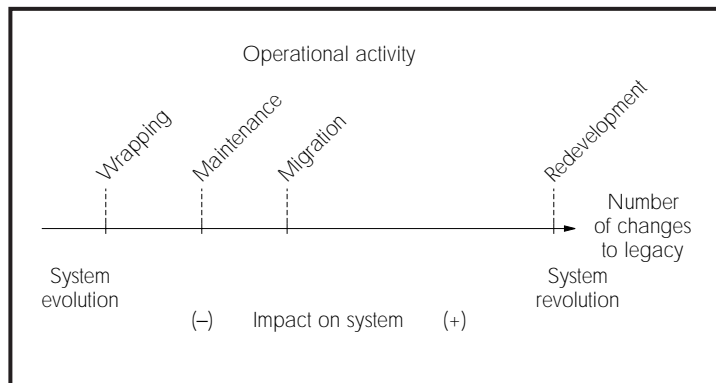 Operational activity
Wrapping
Maintenance
Migration
Redevelopment
Number
of changes
to legacy
System
evolution
System
revolution
(–) Impact on system (+)